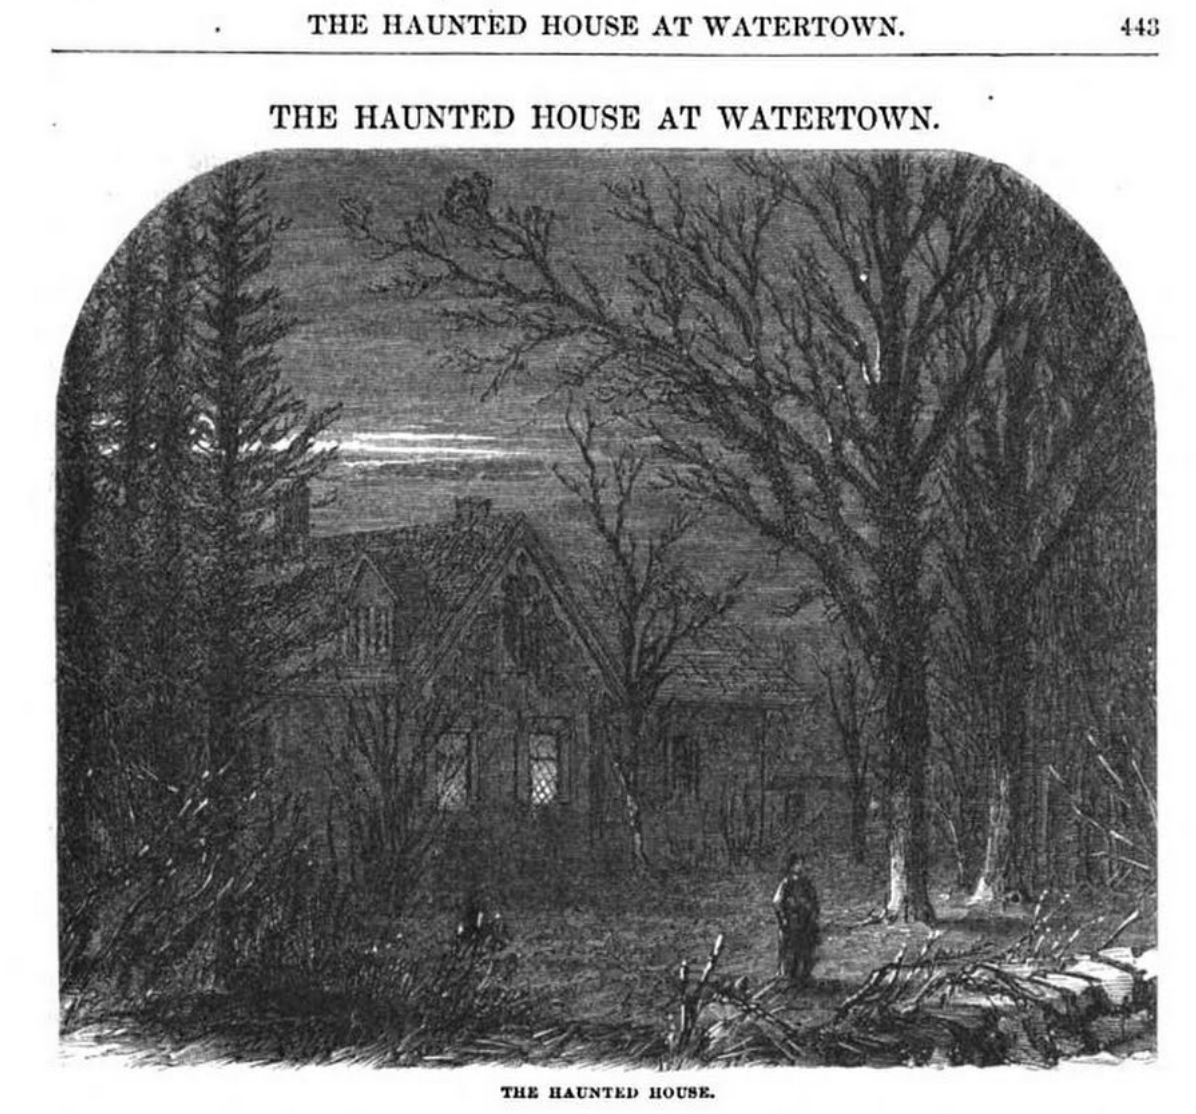 THE HAUNTED HOUSE AT WATERTOWN. 443
THE HAUNTED HOUSE AT WATERTOWN.
THE HAUNTED HOUSE.